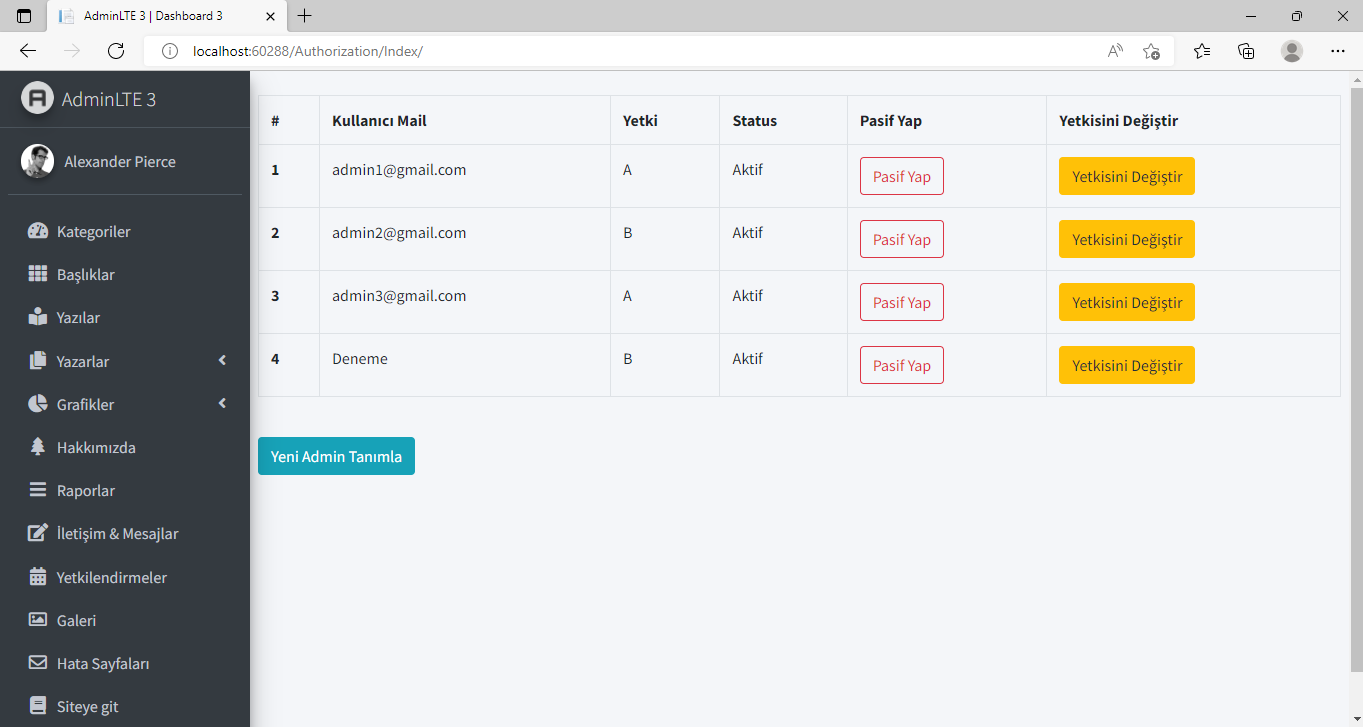 AdminLTE 3 | Dashboard 3
localhost:60288/Authorization/Index/
AdminLTE 3
Alexander Pierce
Kategoriler
Başlıklar
Yazılar
Yazarlar
Grafikler
Hakkımızda
Raporlar
İletişim & Mesajlar
Yetkilendirmeler
Galeri
Hata Sayfaları
Siteye git
# Kullanıcı Mail Yetki Status Pasif Yap Yetkisini Değiştir
1 admin1@gmail.com A Aktif Pasif Yap Yetkisini Değiştir
2 admin2@gmail.com B Aktif Pasif Yap Yetkisini Değiştir
3 admin3@gmail.com A Aktif Pasif Yap Yetkisini Değiştir
4 Deneme B Aktif Pasif Yap Yetkisini Değiştir
Yeni Admin Tanımla